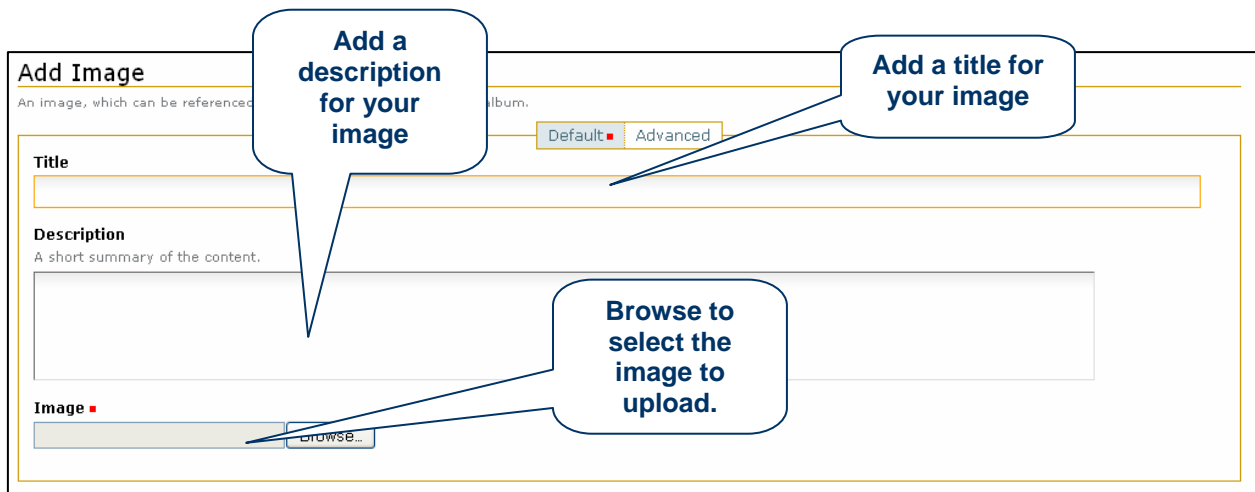 Add a
description
for your
image
Add a title for
your image
Add Image
An image, which can be referenced
album.
Default Advanced
Title
Description
A short summary of the content.
Browse to
select the
image to
upload.
Image
Browse...